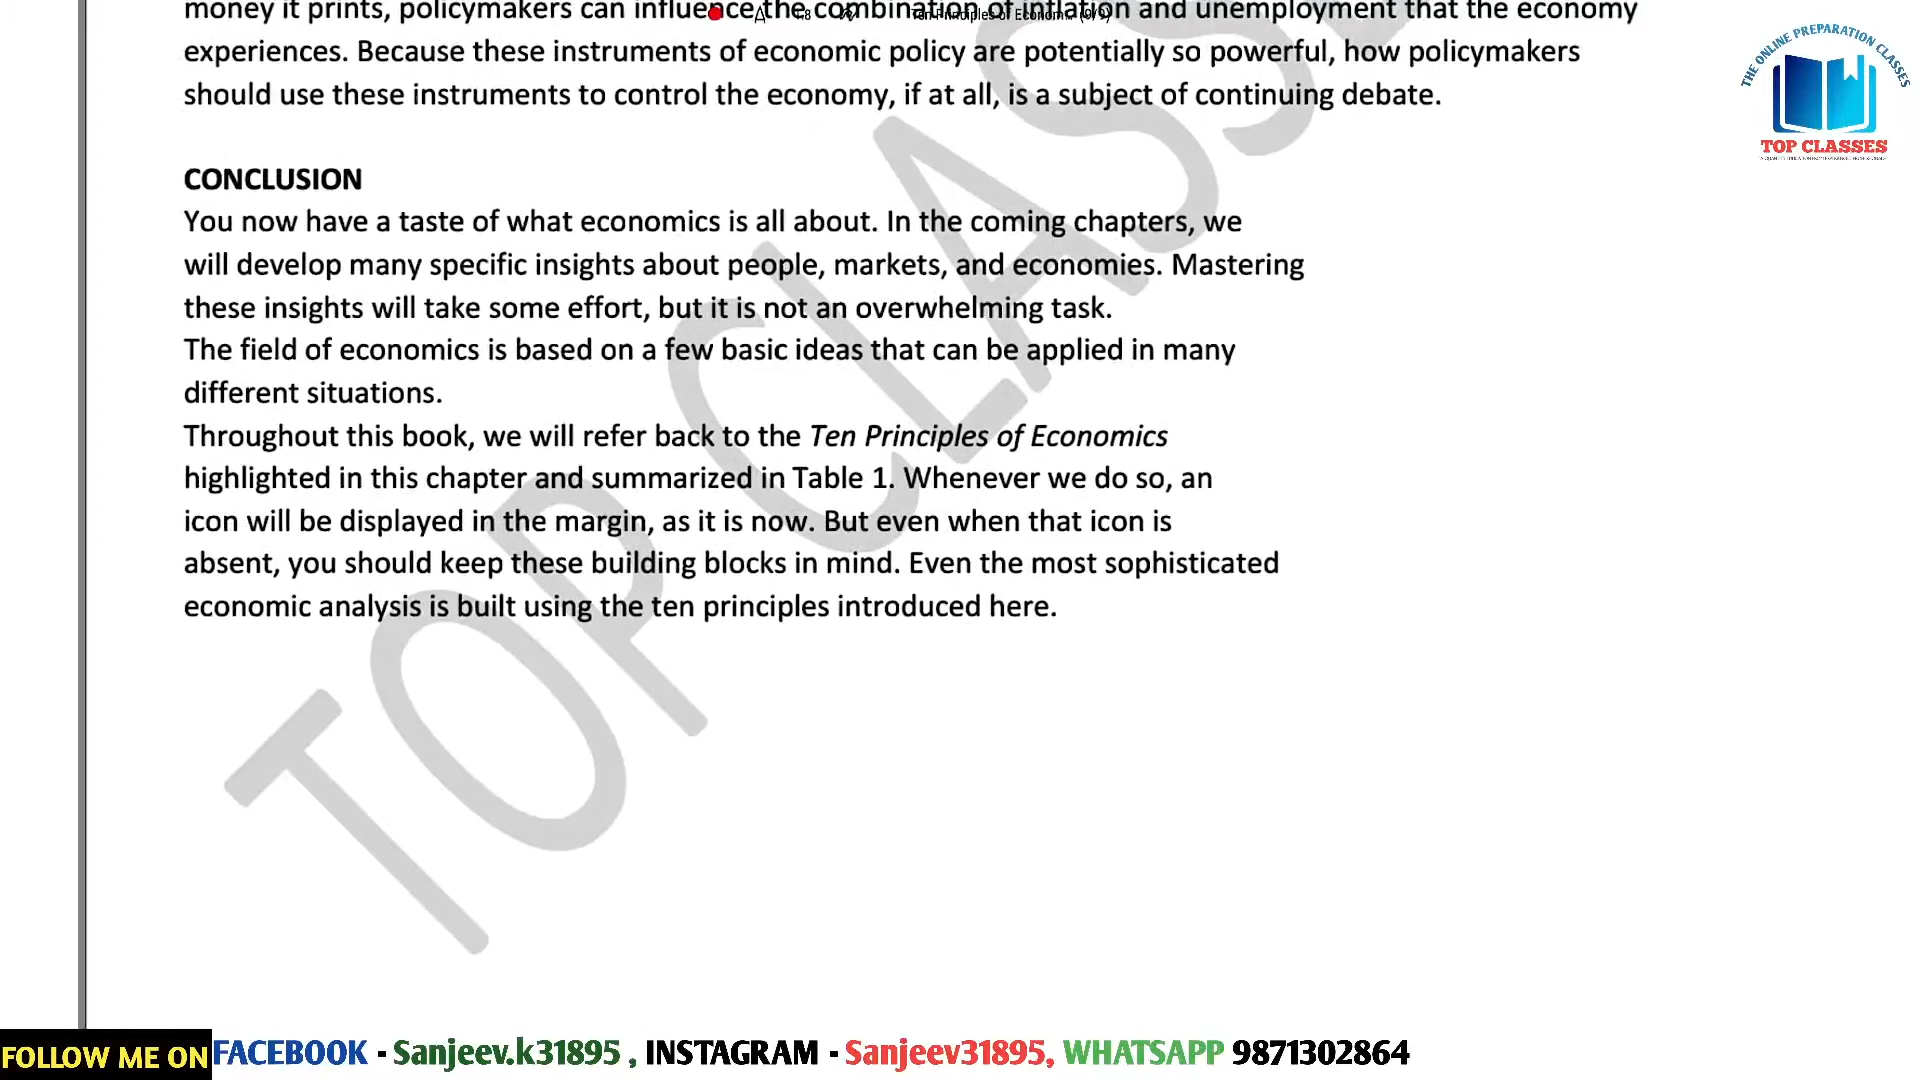 money it prints, policymakers can influence the combination of inflation and unemployment that the economy
experiences. Because these instruments of economic policy are potentially so powerful, how policymakers
should use these instruments to control the economy, if at all, is a subject of continuing debate.
CONCLUSION
You now have a taste of what economics is all about. In the coming chapters, we
will develop many specific insights about people, markets, and economies. Mastering
these insights will take some effort, but it is not an overwhelming task.
The field of economics is based on a few basic ideas that can be applied in many
different situations.
Throughout this book, we will refer back to the Ten Principles of Economics
highlighted in this chapter and summarized in Table 1. Whenever we do so, an
icon will be displayed in the margin, as it is now. But even when that icon is
absent, you should keep these building blocks in mind. Even the most sophisticated
economic analysis is built using the ten principles introduced here.
Ten Principles of Econom... (9/9)
THE ONLINE PREPARATION CLASSES
TOP CLASSES
TOP CLASSE
FOLLOW ME ON FACEBOOK - Sanjeev.k31895 , INSTAGRAM - Sanjeev31895, WHATSAPP 9871302864